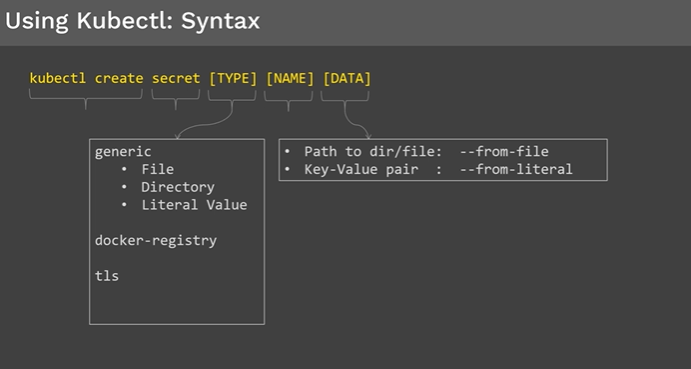 Using Kubectl: Syntax
kubectl create secret [TYPE] [NAME] [DATA]
generic
• File
• Directory
• Literal Value
docker-registry
tls
• Path to dir/file: --from-file
• Key-Value pair : --from-literal